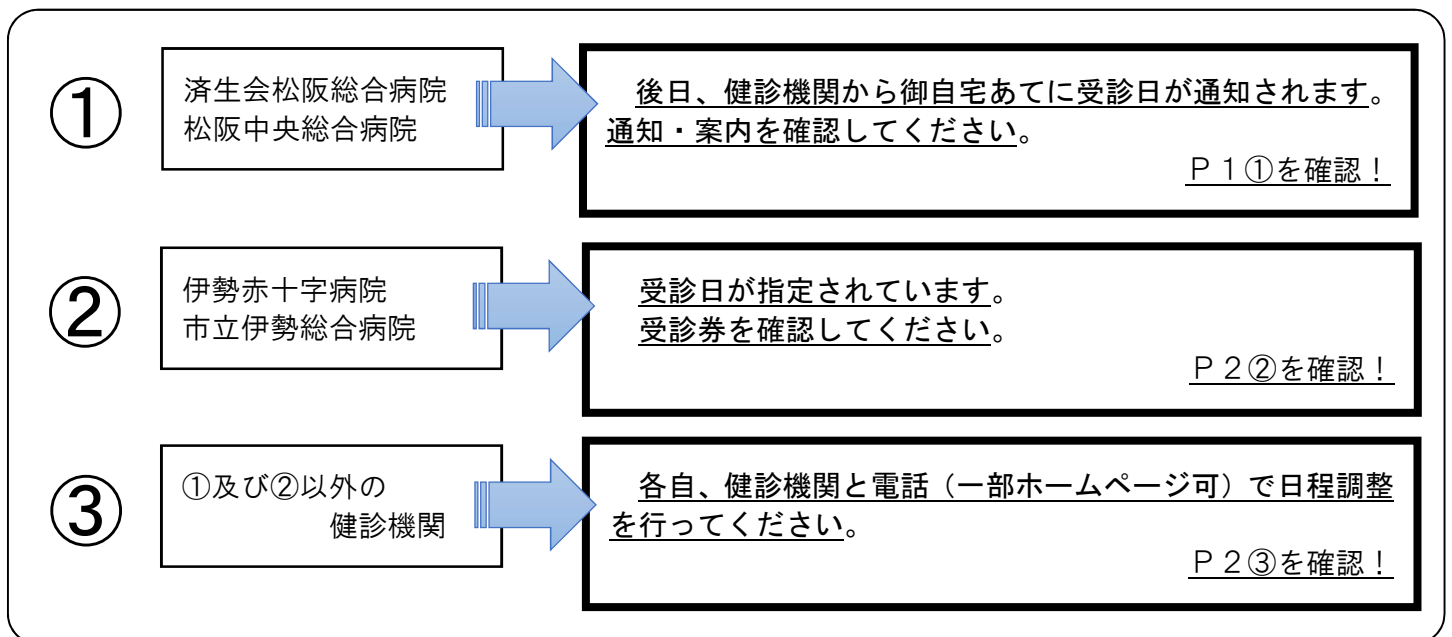 ①
済生会松阪総合病院
松阪中央総合病院
後日、健診機関から御自宅あてに受診日が通知されます。
通知・案内を確認してください。
Ｐ１①を確認！
②
伊勢赤十字病院
市立伊勢総合病院
受診日が指定されています。
受診券を確認してください。
Ｐ２②を確認！
③
①及び②以外の
健診機関
各自、健診機関と電話（一部ホームページ可）で日程調整
を行ってください。
Ｐ２③を確認！